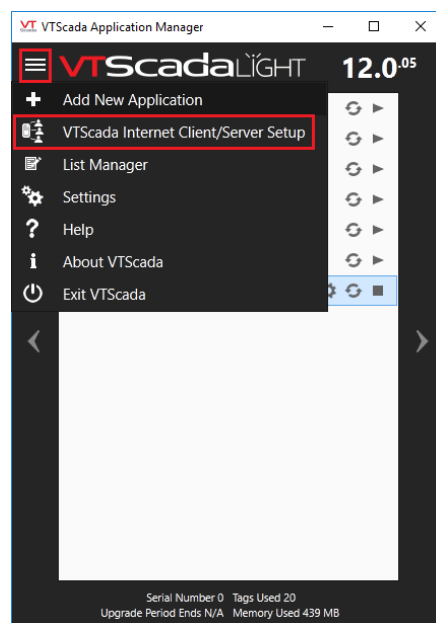 VTScada Application Manager
VTScadaLIGHT 12.0.05
Add New Application
VTScada Internet Client/Server Setup
List Manager
Settings
Help
About VTScada
Exit VTScada
Serial Number 0 Tags Used 20
Upgrade Period Ends N/A Memory Used 439 MB